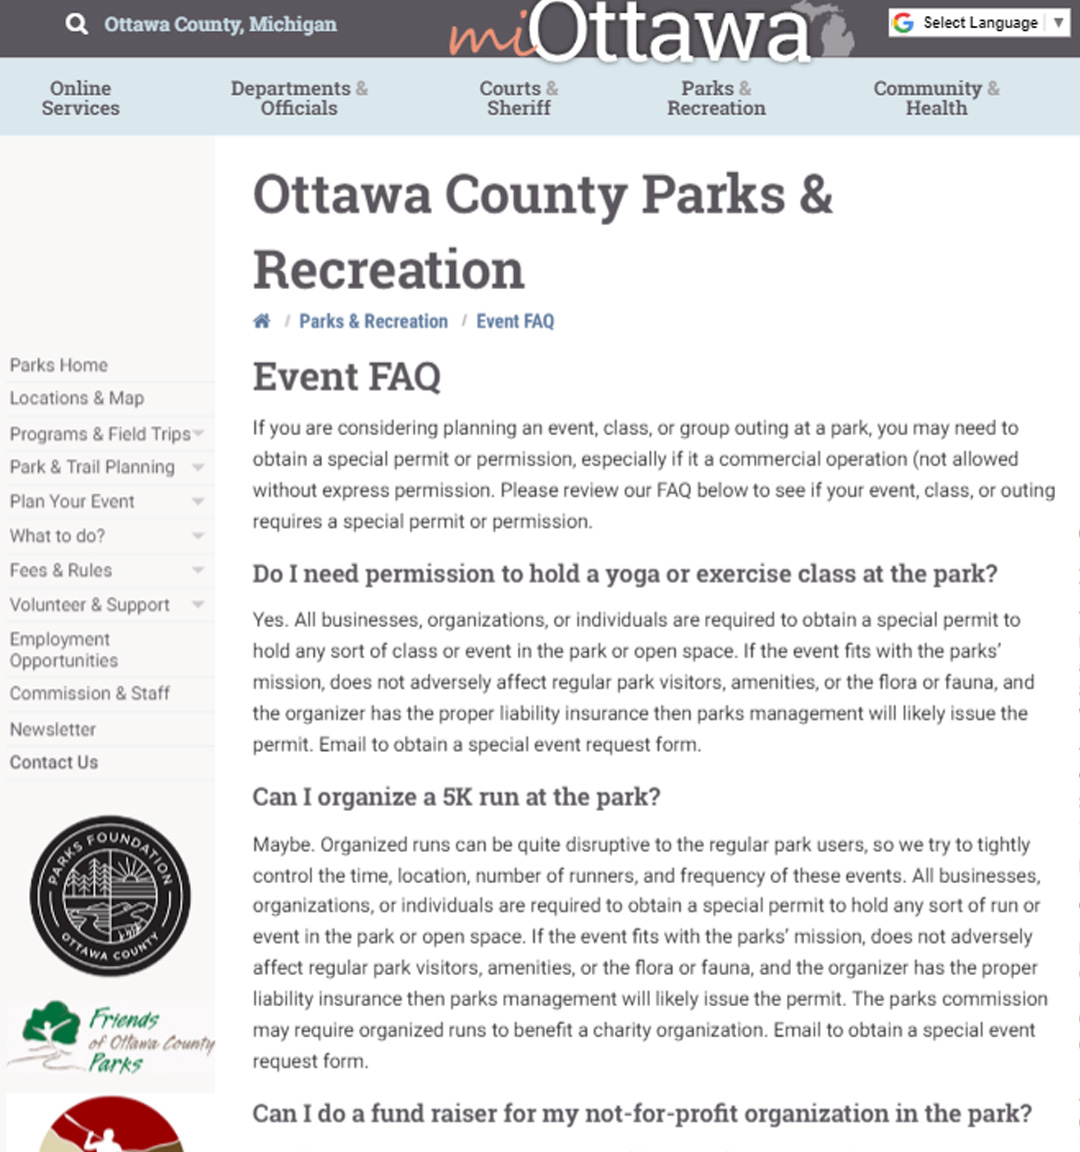 Ottawa County, Michigan
miOttawa
Select Language ▼
Online
Services
Departments &
Officials
Courts &
Sheriff
Parks &
Recreation
Community &
Health
Ottawa County Parks &
Recreation
/ Parks & Recreation / Event FAQ
Parks Home
Locations & Map
Programs & Field Trips
Park & Trail Planning
Plan Your Event
What to do?
Fees & Rules
Volunteer & Support
Employment
Opportunities
Commission & Staff
Newsletter
Contact Us
PARKS FOUNDATION
OTTAWA COUNTY
Friends
of Ottawa County
Parks
Event FAQ
If you are considering planning an event, class, or group outing at a park, you may need to
obtain a special permit or permission, especially if it a commercial operation (not allowed
without express permission. Please review our FAQ below to see if your event, class, or outing
requires a special permit or permission.
Do I need permission to hold a yoga or exercise class at the park?
Yes. All businesses, organizations, or individuals are required to obtain a special permit to
hold any sort of class or event in the park or open space. If the event fits with the parks’
mission, does not adversely affect regular park visitors, amenities, or the flora or fauna, and
the organizer has the proper liability insurance then parks management will likely issue the
permit. Email to obtain a special event request form.
Can I organize a 5K run at the park?
Maybe. Organized runs can be quite disruptive to the regular park users, so we try to tightly
control the time, location, number of runners, and frequency of these events. All businesses,
organizations, or individuals are required to obtain a special permit to hold any sort of run or
event in the park or open space. If the event fits with the parks’ mission, does not adversely
affect regular park visitors, amenities, or the flora or fauna, and the organizer has the proper
liability insurance then parks management will likely issue the permit. The parks commission
may require organized runs to benefit a charity organization. Email to obtain a special event
request form.
Can I do a fund raiser for my not-for-profit organization in the park?